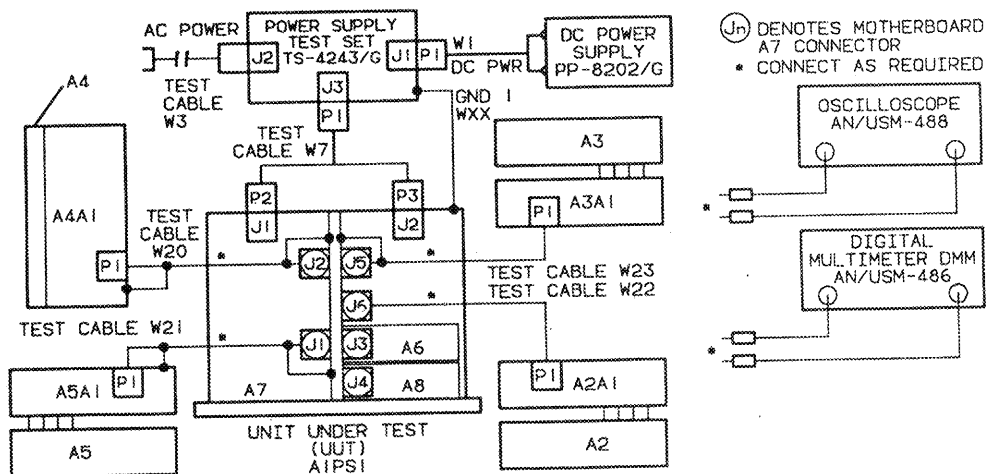 AC POWER
POWER SUPPLY
TEST SET
TS-4243/G
J2
J1
P1
J3
P1
W1
DC PWR
DC POWER
SUPPLY
PP-8202/G
Jn DENOTES MOTHERBOARD
A7 CONNECTOR
* CONNECT AS REQUIRED
TEST
CABLE
W3
GND 1
WXX
A4
A4A1
P1
TEST
CABLE W7
P2
J1
P3
J2
A3
A3A1
P1
OSCILLOSCOPE
AN/USM-488
*
TEST
CABLE
W20
*
J2
J5
*
TEST CABLE W23
TEST CABLE W22
DIGITAL
MULTIMETER DMM
AN/USM-486
*
J6
*
TEST CABLE W21
*
J1
J3
A6
J4
A8
A7
P1
A5A1
A5
P1
A2A1
A2
UNIT UNDER TEST
(UUT)
A1PS1